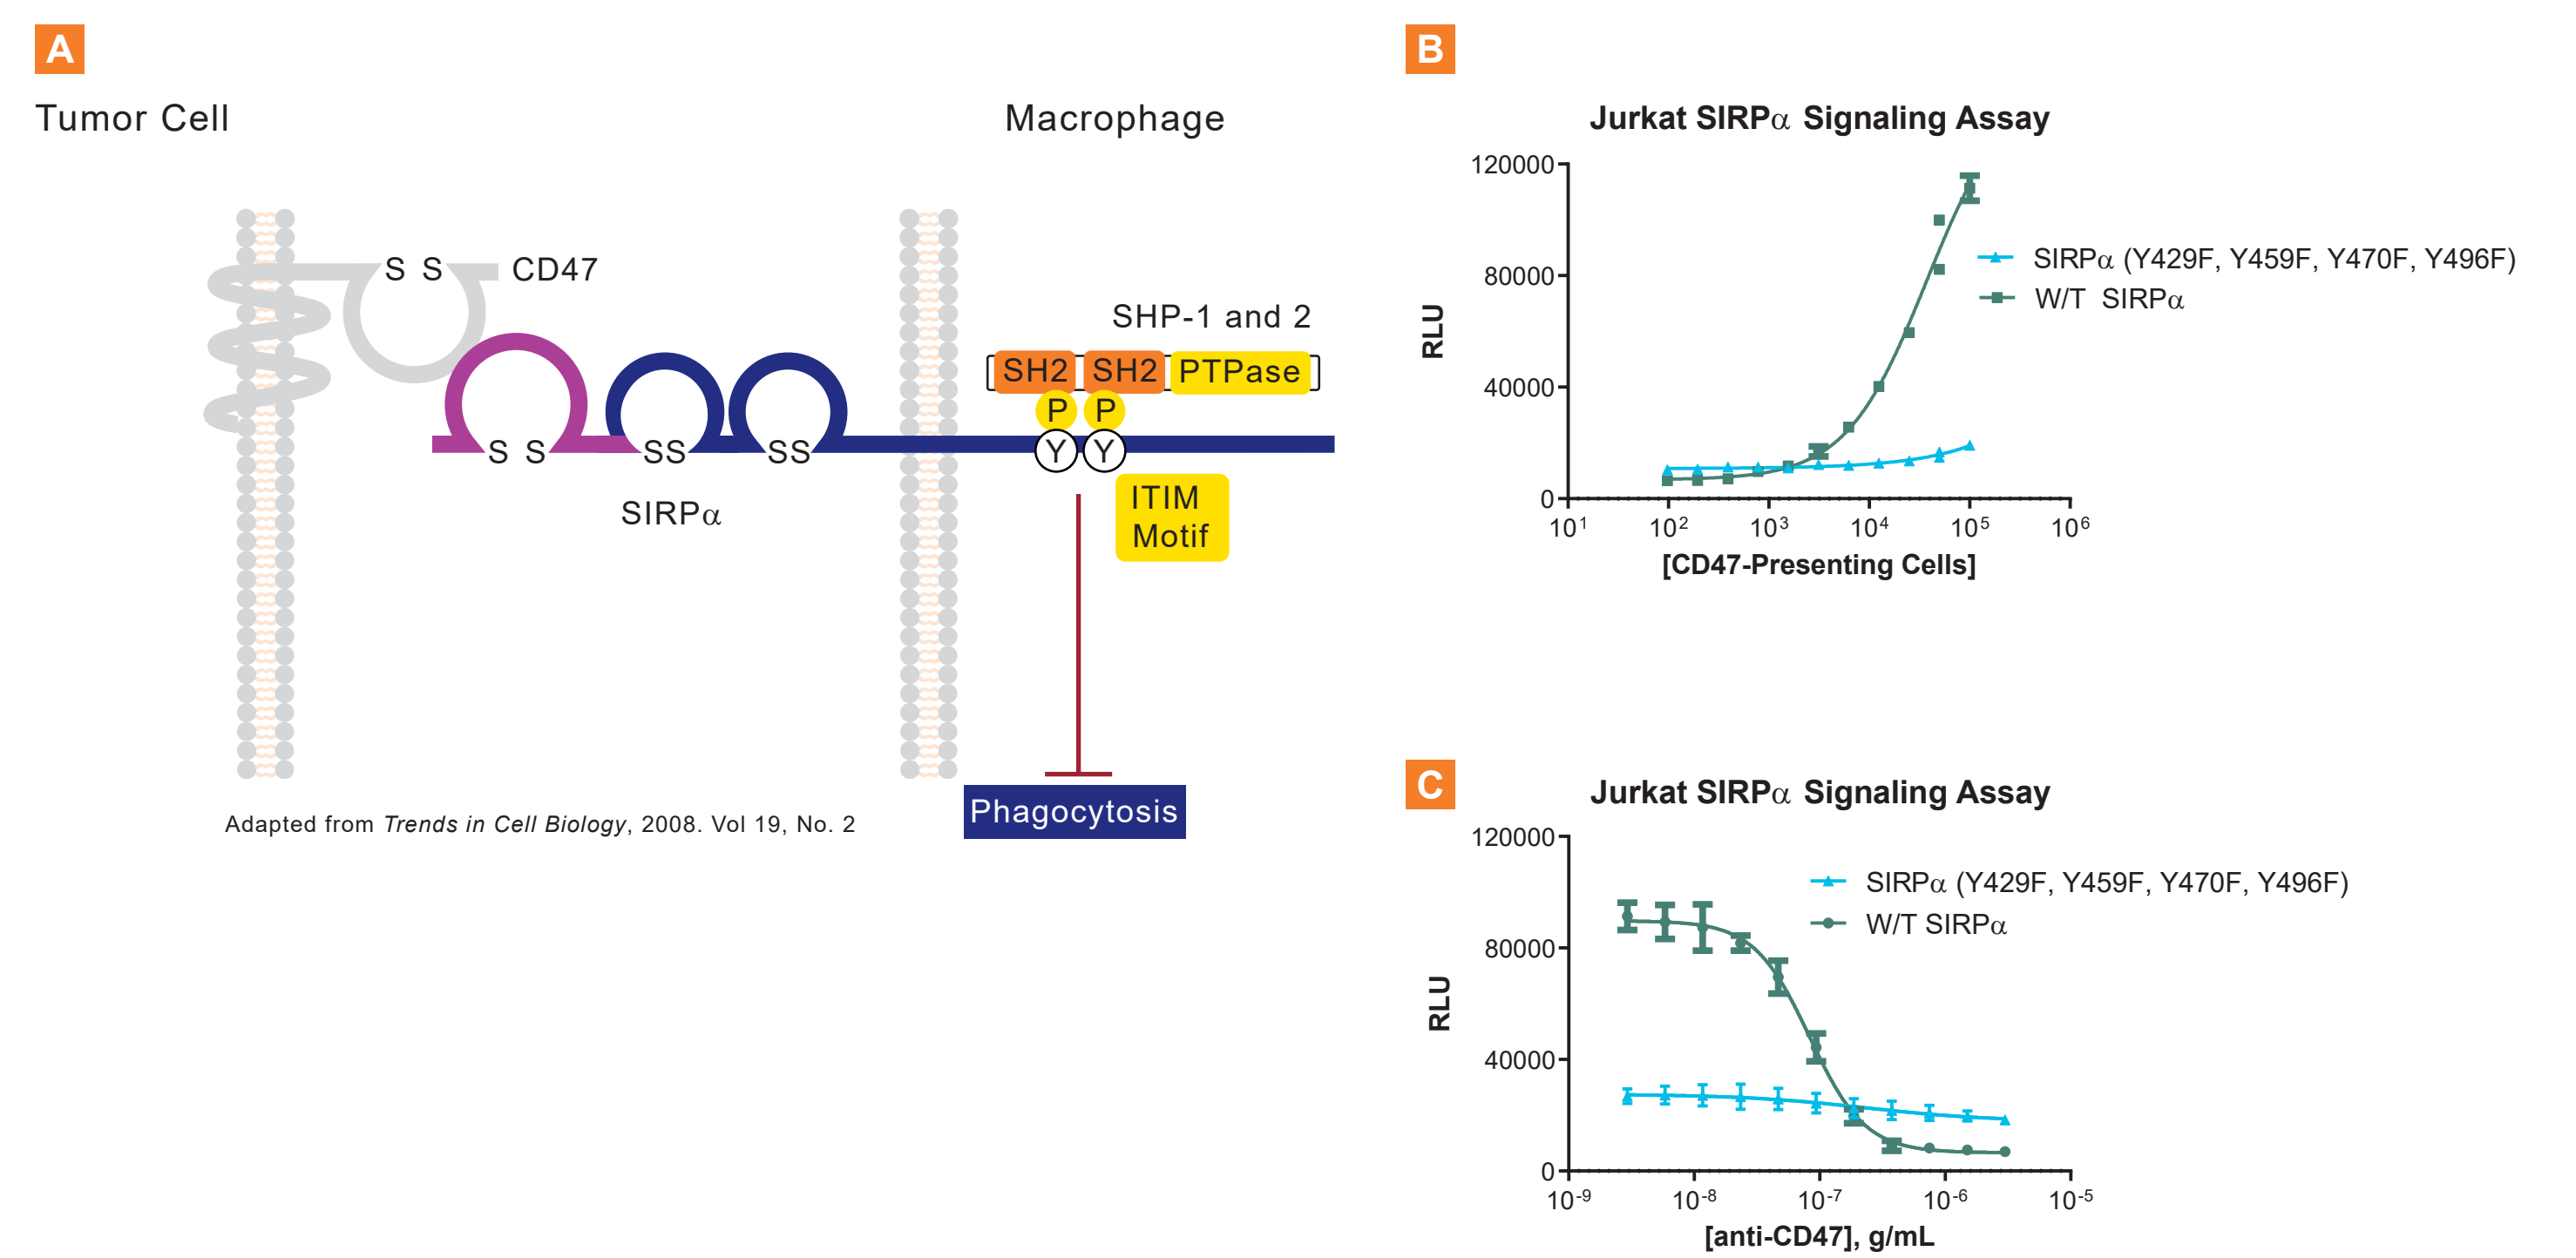 A
Tumor Cell
Macrophage
S S
CD47
SHP-1 and 2
SH2 SH2 PTPase
P P
Y Y
S S SS SS
SIRPα
ITIM
Motif
Phagocytosis
Adapted from Trends in Cell Biology, 2008. Vol 19, No. 2
B
Jurkat SIRPα Signaling Assay
120000
80000
40000
0
RLU
SIRPα (Y429F, Y459F, Y470F, Y496F)
W/T SIRPα
10¹ 10² 10³ 10⁴ 10⁵ 10⁶
[CD47-Presenting Cells]
C
Jurkat SIRPα Signaling Assay
120000
80000
40000
0
RLU
SIRPα (Y429F, Y459F, Y470F, Y496F)
W/T SIRPα
10⁻⁹ 10⁻⁸ 10⁻⁷ 10⁻⁶ 10⁻⁵
[anti-CD47], g/mL